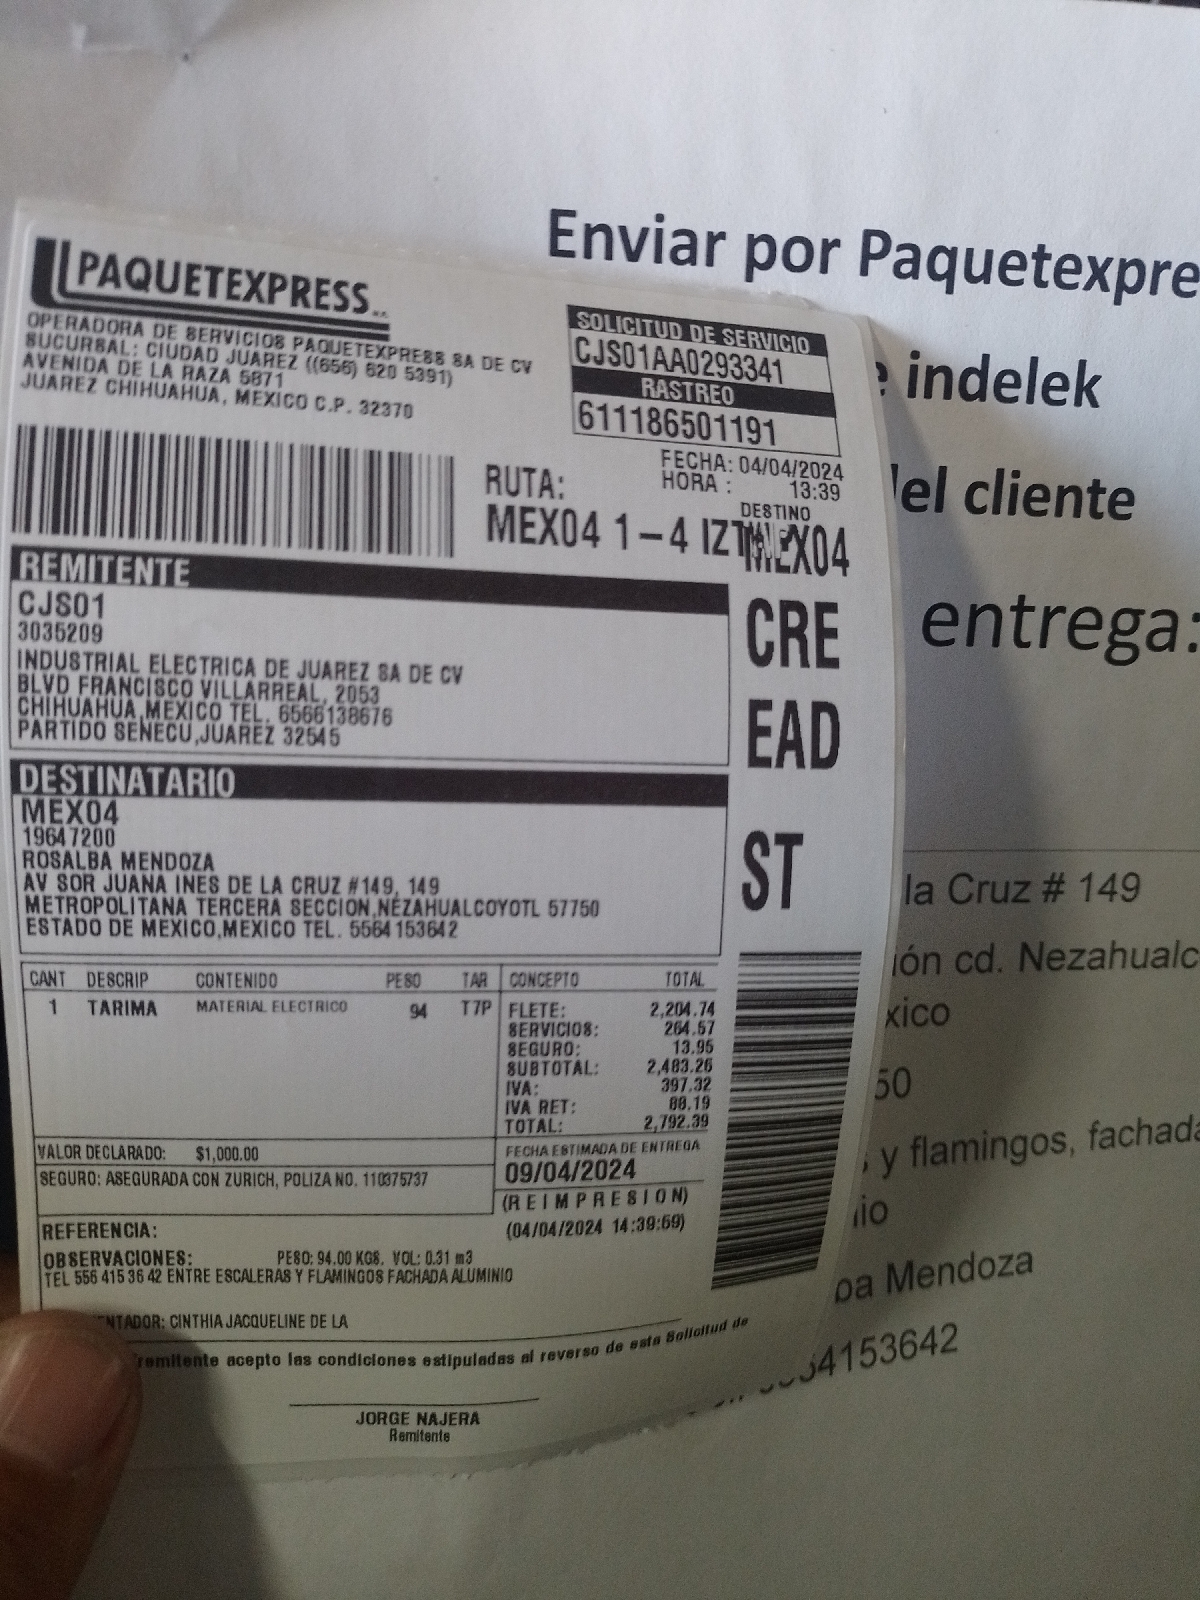 Enviar por Paquetexpre
indelek
del cliente
entrega:
PAQUETEXPRESS
OPERADORA DE SERVICIOS PAQUETEXPRESS SA DE CV
SUCURSAL: CIUDAD JUAREZ ((656) 620 5391)
AVENIDA DE LA RAZA 5871
JUAREZ CHIHUAHUA, MEXICO C.P. 32370
SOLICITUD DE SERVICIO
CJS01AA0293341
RASTREO
611186501191
FECHA: 04/04/2024
HORA : 13:39
RUTA:
MEX04 1-4
DESTINO
MEX04
CRE
EAD
ST
REMITENTE
CJS01
3035209
INDUSTRIAL ELECTRICA DE JUAREZ SA DE CV
BLVD FRANCISCO VILLARREAL, 2053
CHIHUAHUA,MEXICO TEL. 6566138676
PARTIDO SENECU,JUAREZ 32545
DESTINATARIO
MEX04
19647200
ROSALBA MENDOZA
AV SOR JUANA INES DE LA CRUZ #149, 149
METROPOLITANA TERCERA SECCION,NEZAHUALCOYOTL 57750
ESTADO DE MEXICO,MEXICO TEL. 5564153642
CANT DESCRIP CONTENIDO PESO TAR CONCEPTO TOTAL
1 TARIMA MATERIAL ELECTRICO 94 T7P FLETE: 2,204.74
SERVICIOS: 264.57
SEGURO: 13.95
SUBTOTAL: 2,483.26
IVA: 397.32
IVA RET: 88.19
TOTAL: 2,792.39
VALOR DECLARADO: $1,000.00
SEGURO: ASEGURADA CON ZURICH, POLIZA NO. 110375737
FECHA ESTIMADA DE ENTREGA
09/04/2024
(REIMPRESION)
(04/04/2024 14:39:59)
REFERENCIA:
OBSERVACIONES: PESO: 94.00 KGS. VOL: 0.31 m3
TEL 556 415 36 42 ENTRE ESCALERAS Y FLAMINGOS FACHADA ALUMINIO
ENTADOR: CINTHIA JACQUELINE DE LA
remitente acepto las condiciones estipuladas al reverso de esta Solicitud de
JORGE NAJERA
Remitente
la Cruz # 149
ión cd. Nezahualc
xico
50
y flamingos, fachada
io
ba Mendoza
54153642